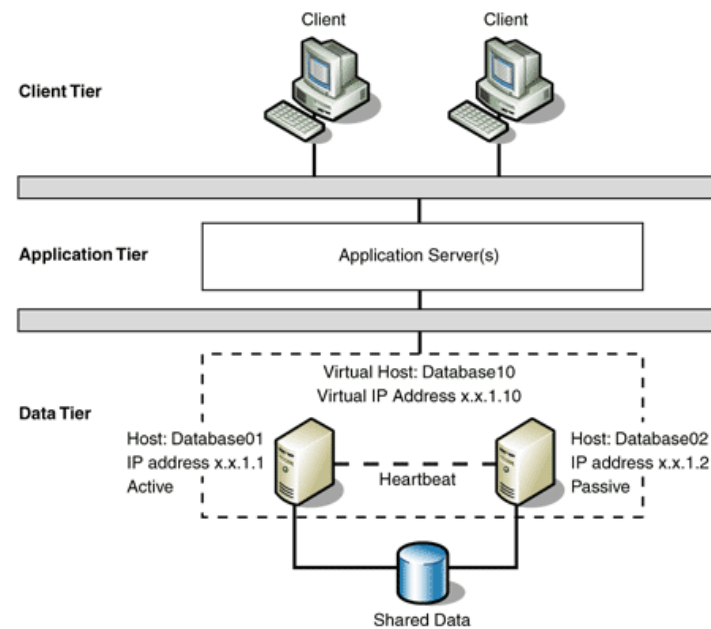 Client
Client
Client Tier
Application Tier
Application Server(s)
Virtual Host: Database10
Virtual IP Address x.x.1.10
Data Tier
Host: Database01
IP address x.x.1.1
Active
Heartbeat
Host: Database02
IP address x.x.1.2
Passive
Shared Data